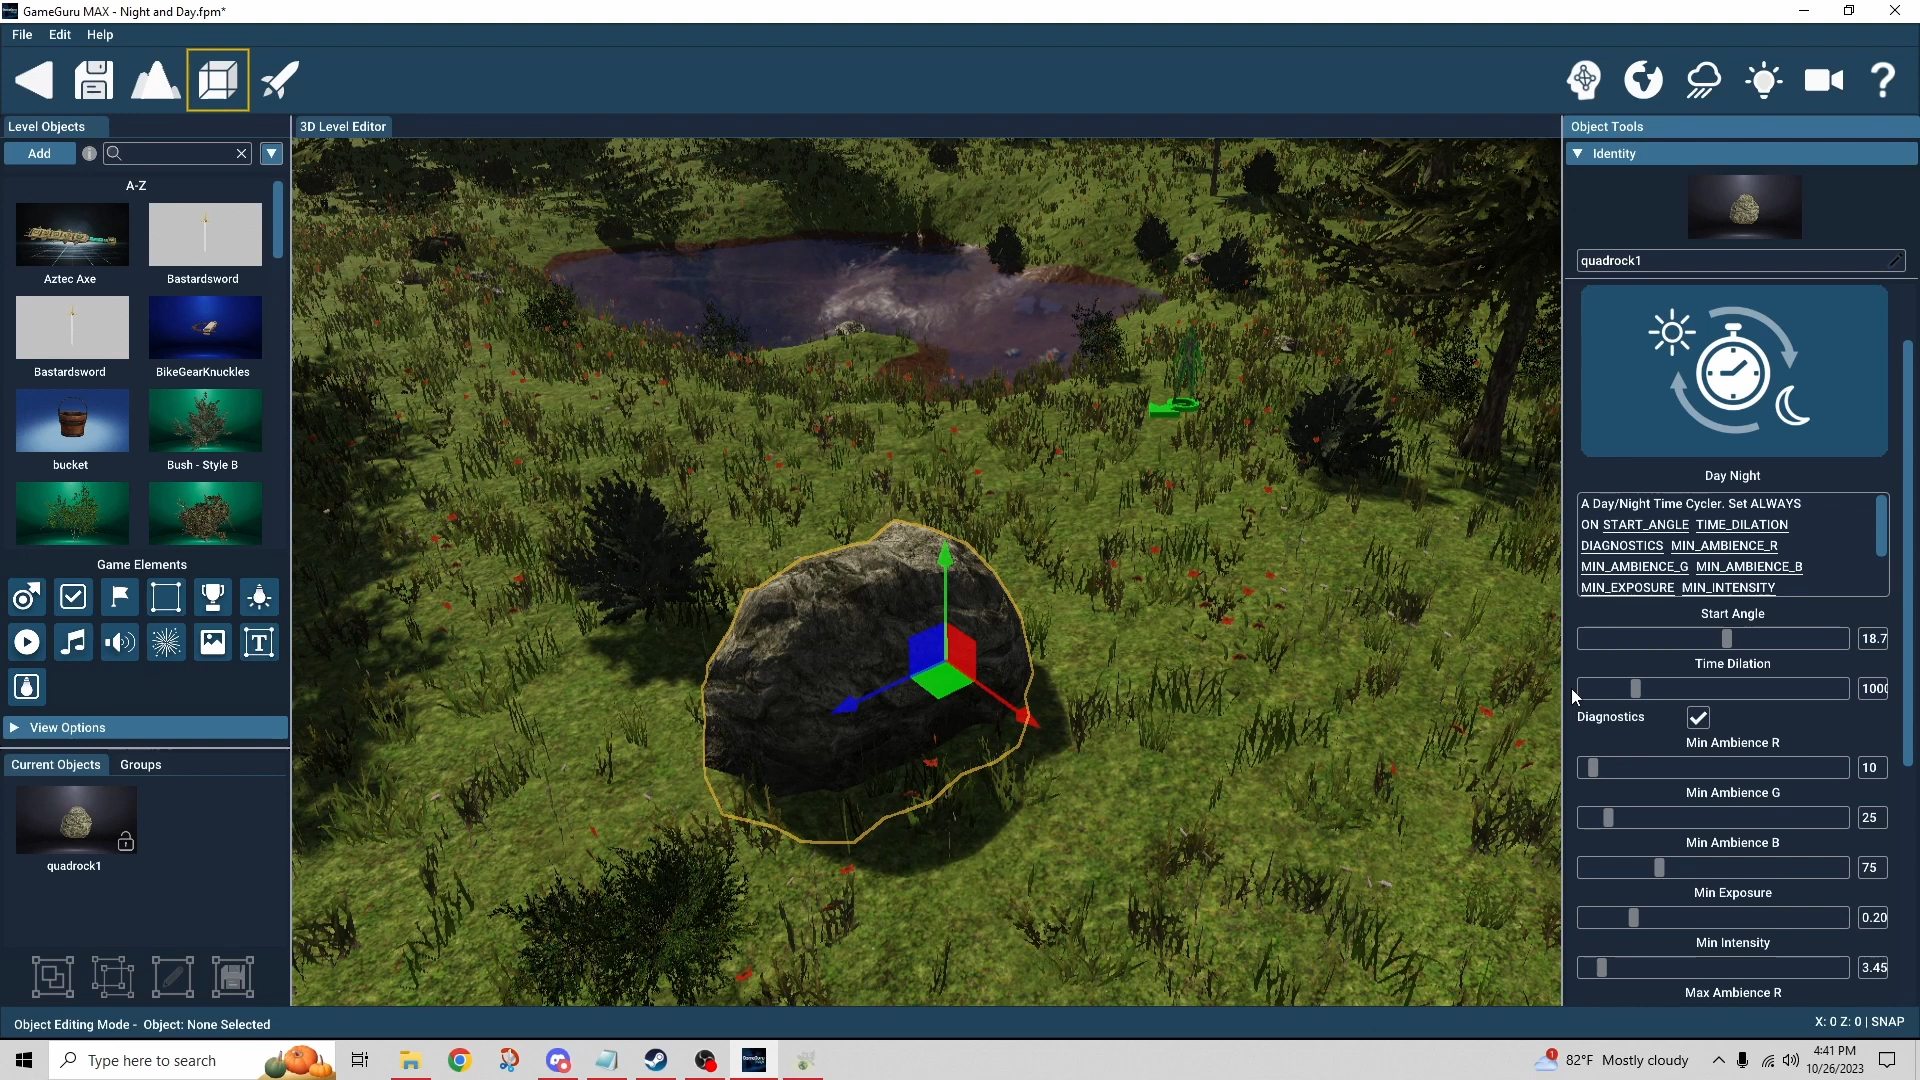 GameGuru MAX - Night and Day.fpm*
File Edit Help
Level Objects
3D Level Editor
Object Tools
Add
Identity
A-Z
Aztec Axe
Bastardsword
Bastardsword
BikeGearKnuckles
bucket
Bush - Style B
Game Elements
View Options
Current Objects
Groups
quadrock1
quadrock1
Day Night
A Day/Night Time Cycler. Set ALWAYS
ON START_ANGLE TIME_DILATION
DIAGNOSTICS MIN_AMBIENCE_R
MIN_AMBIENCE_G MIN_AMBIENCE_B
MIN_EXPOSURE MIN_INTENSITY
Start Angle
18.7
Time Dilation
1000
Diagnostics
Min Ambience R
10
Min Ambience G
25
Min Ambience B
75
Min Exposure
0.20
Min Intensity
3.45
Max Ambience R
Object Editing Mode - Object: None Selected
X: 0 Z: 0 | SNAP
Type here to search
82°F Mostly cloudy
4:41 PM
10/26/2023